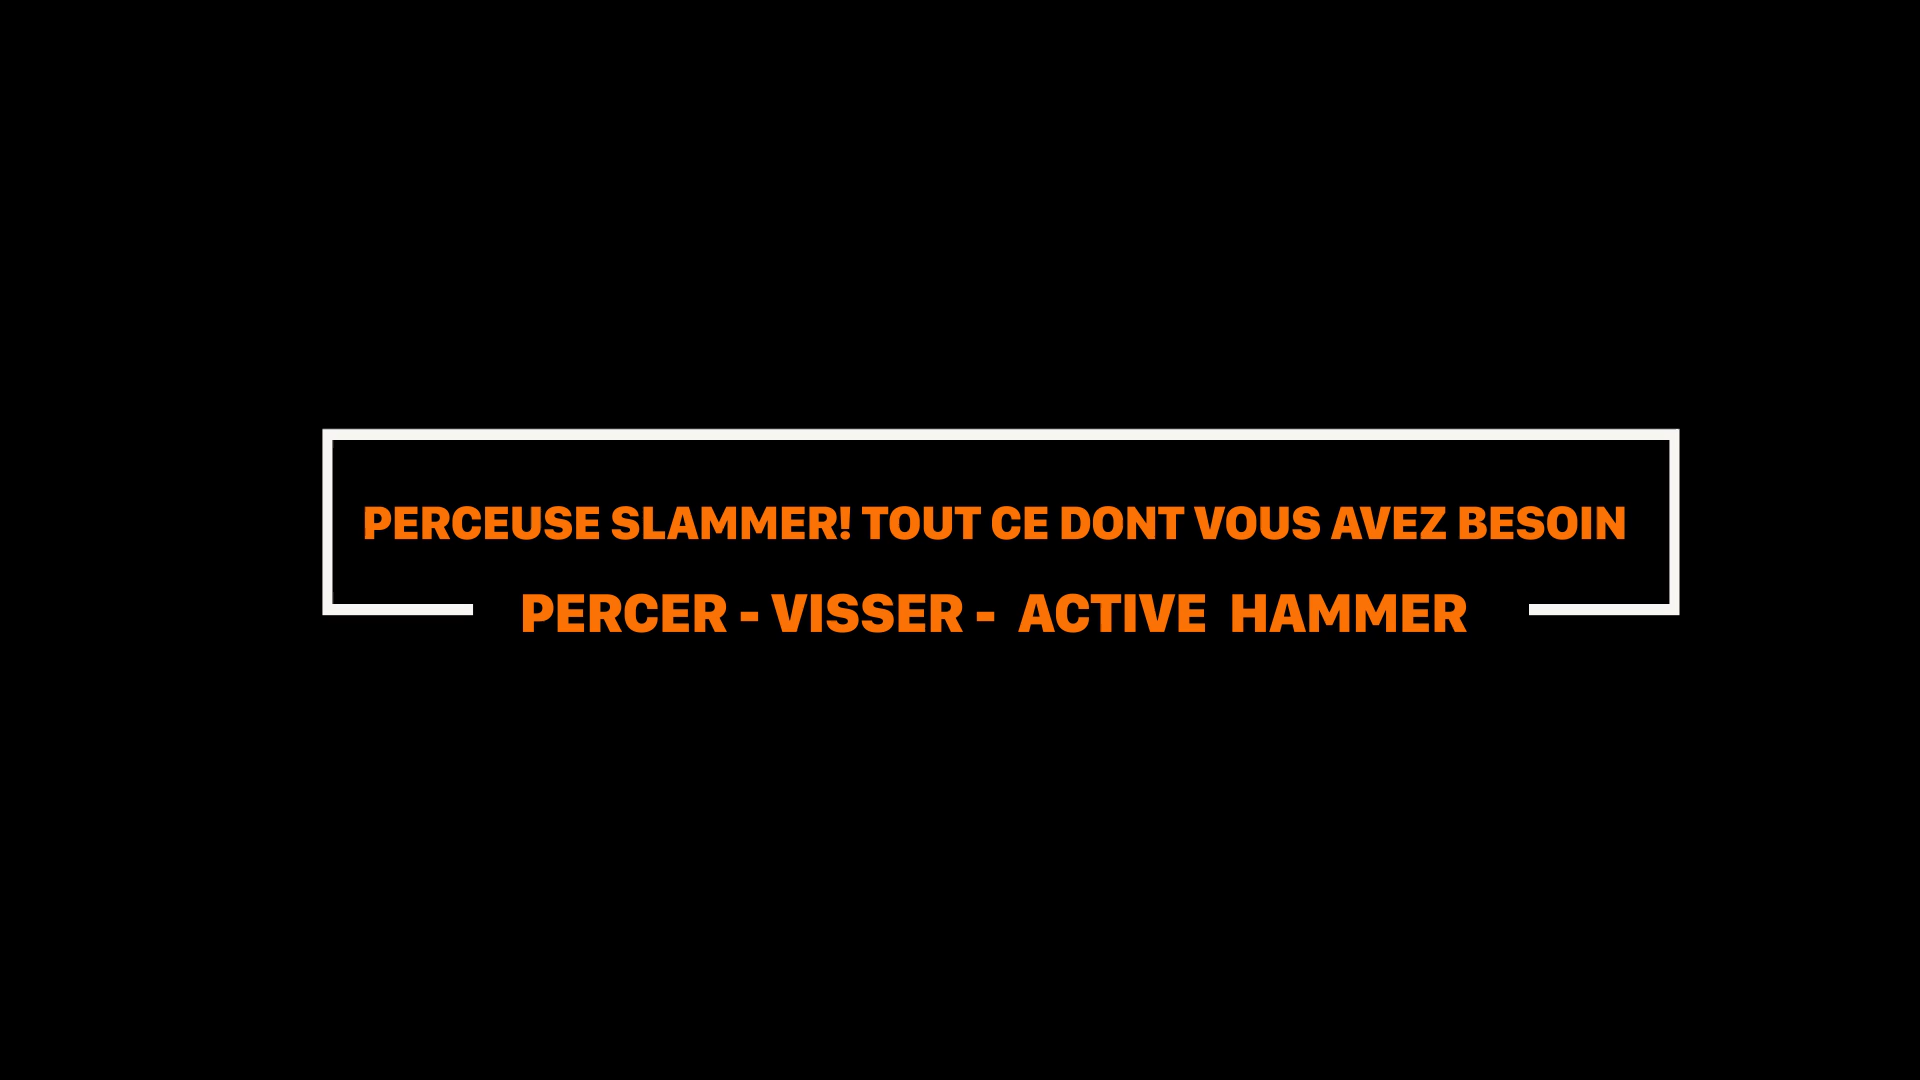 PERCEUSE SLAMMER! TOUT CE DONT VOUS AVEZ BESOIN
PERCER - VISSER - ACTIVE HAMMER